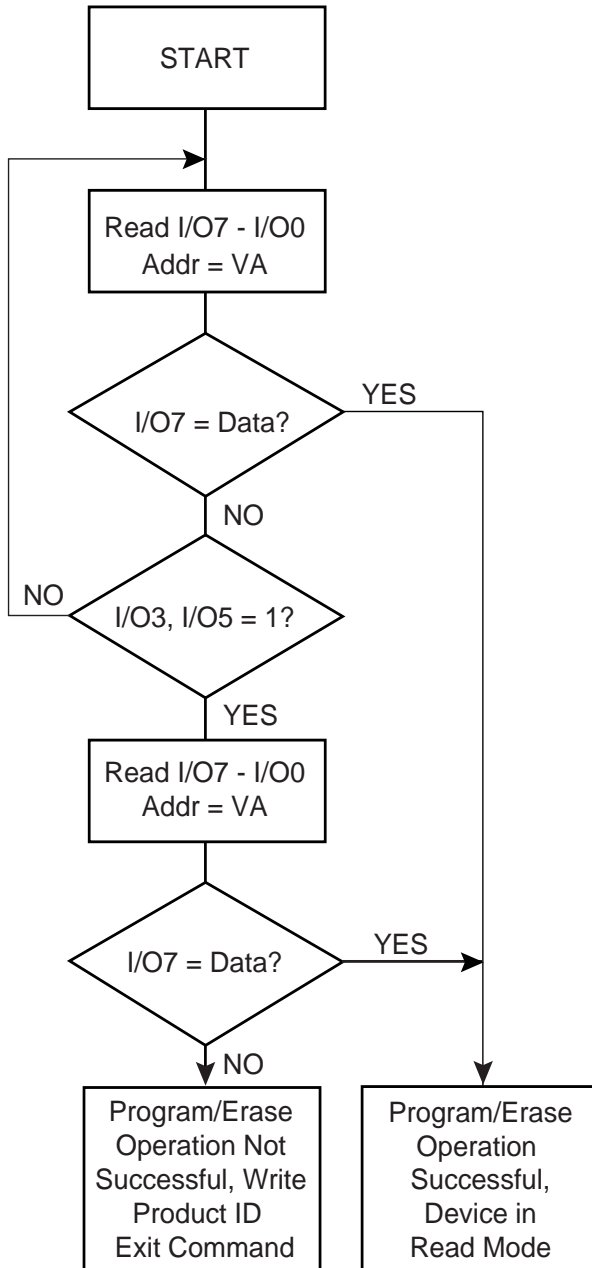 START
Read I/O7 - I/O0
Addr = VA
I/O7 = Data?
YES
NO
I/O3, I/O5 = 1?
NO
YES
Read I/O7 - I/O0
Addr = VA
I/O7 = Data?
YES
NO
Program/Erase
Operation Not
Successful, Write
Product ID
Exit Command
Program/Erase
Operation
Successful,
Device in
Read Mode